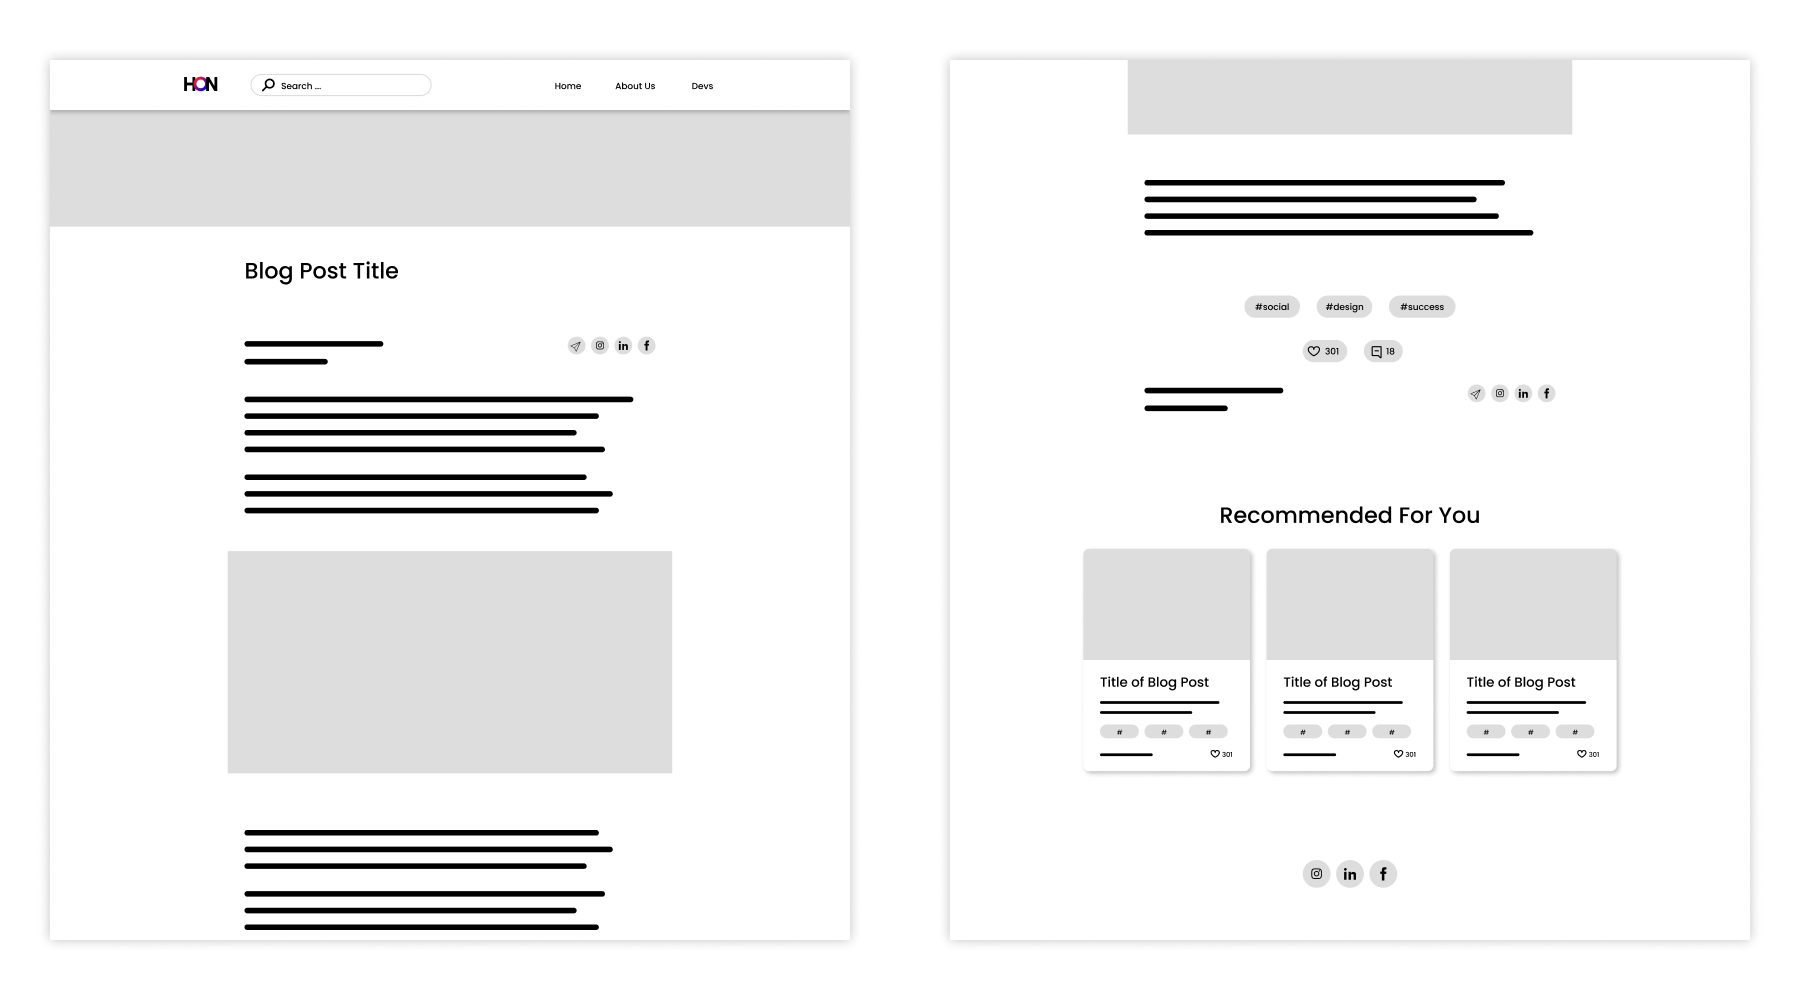 HON Search ... Home About Us Devs
Blog Post Title
in f
#social #design #success
301 18
in f
Recommended For You
Title of Blog Post Title of Blog Post Title of Blog Post
# # # # # # # # #
301 301 301
in f